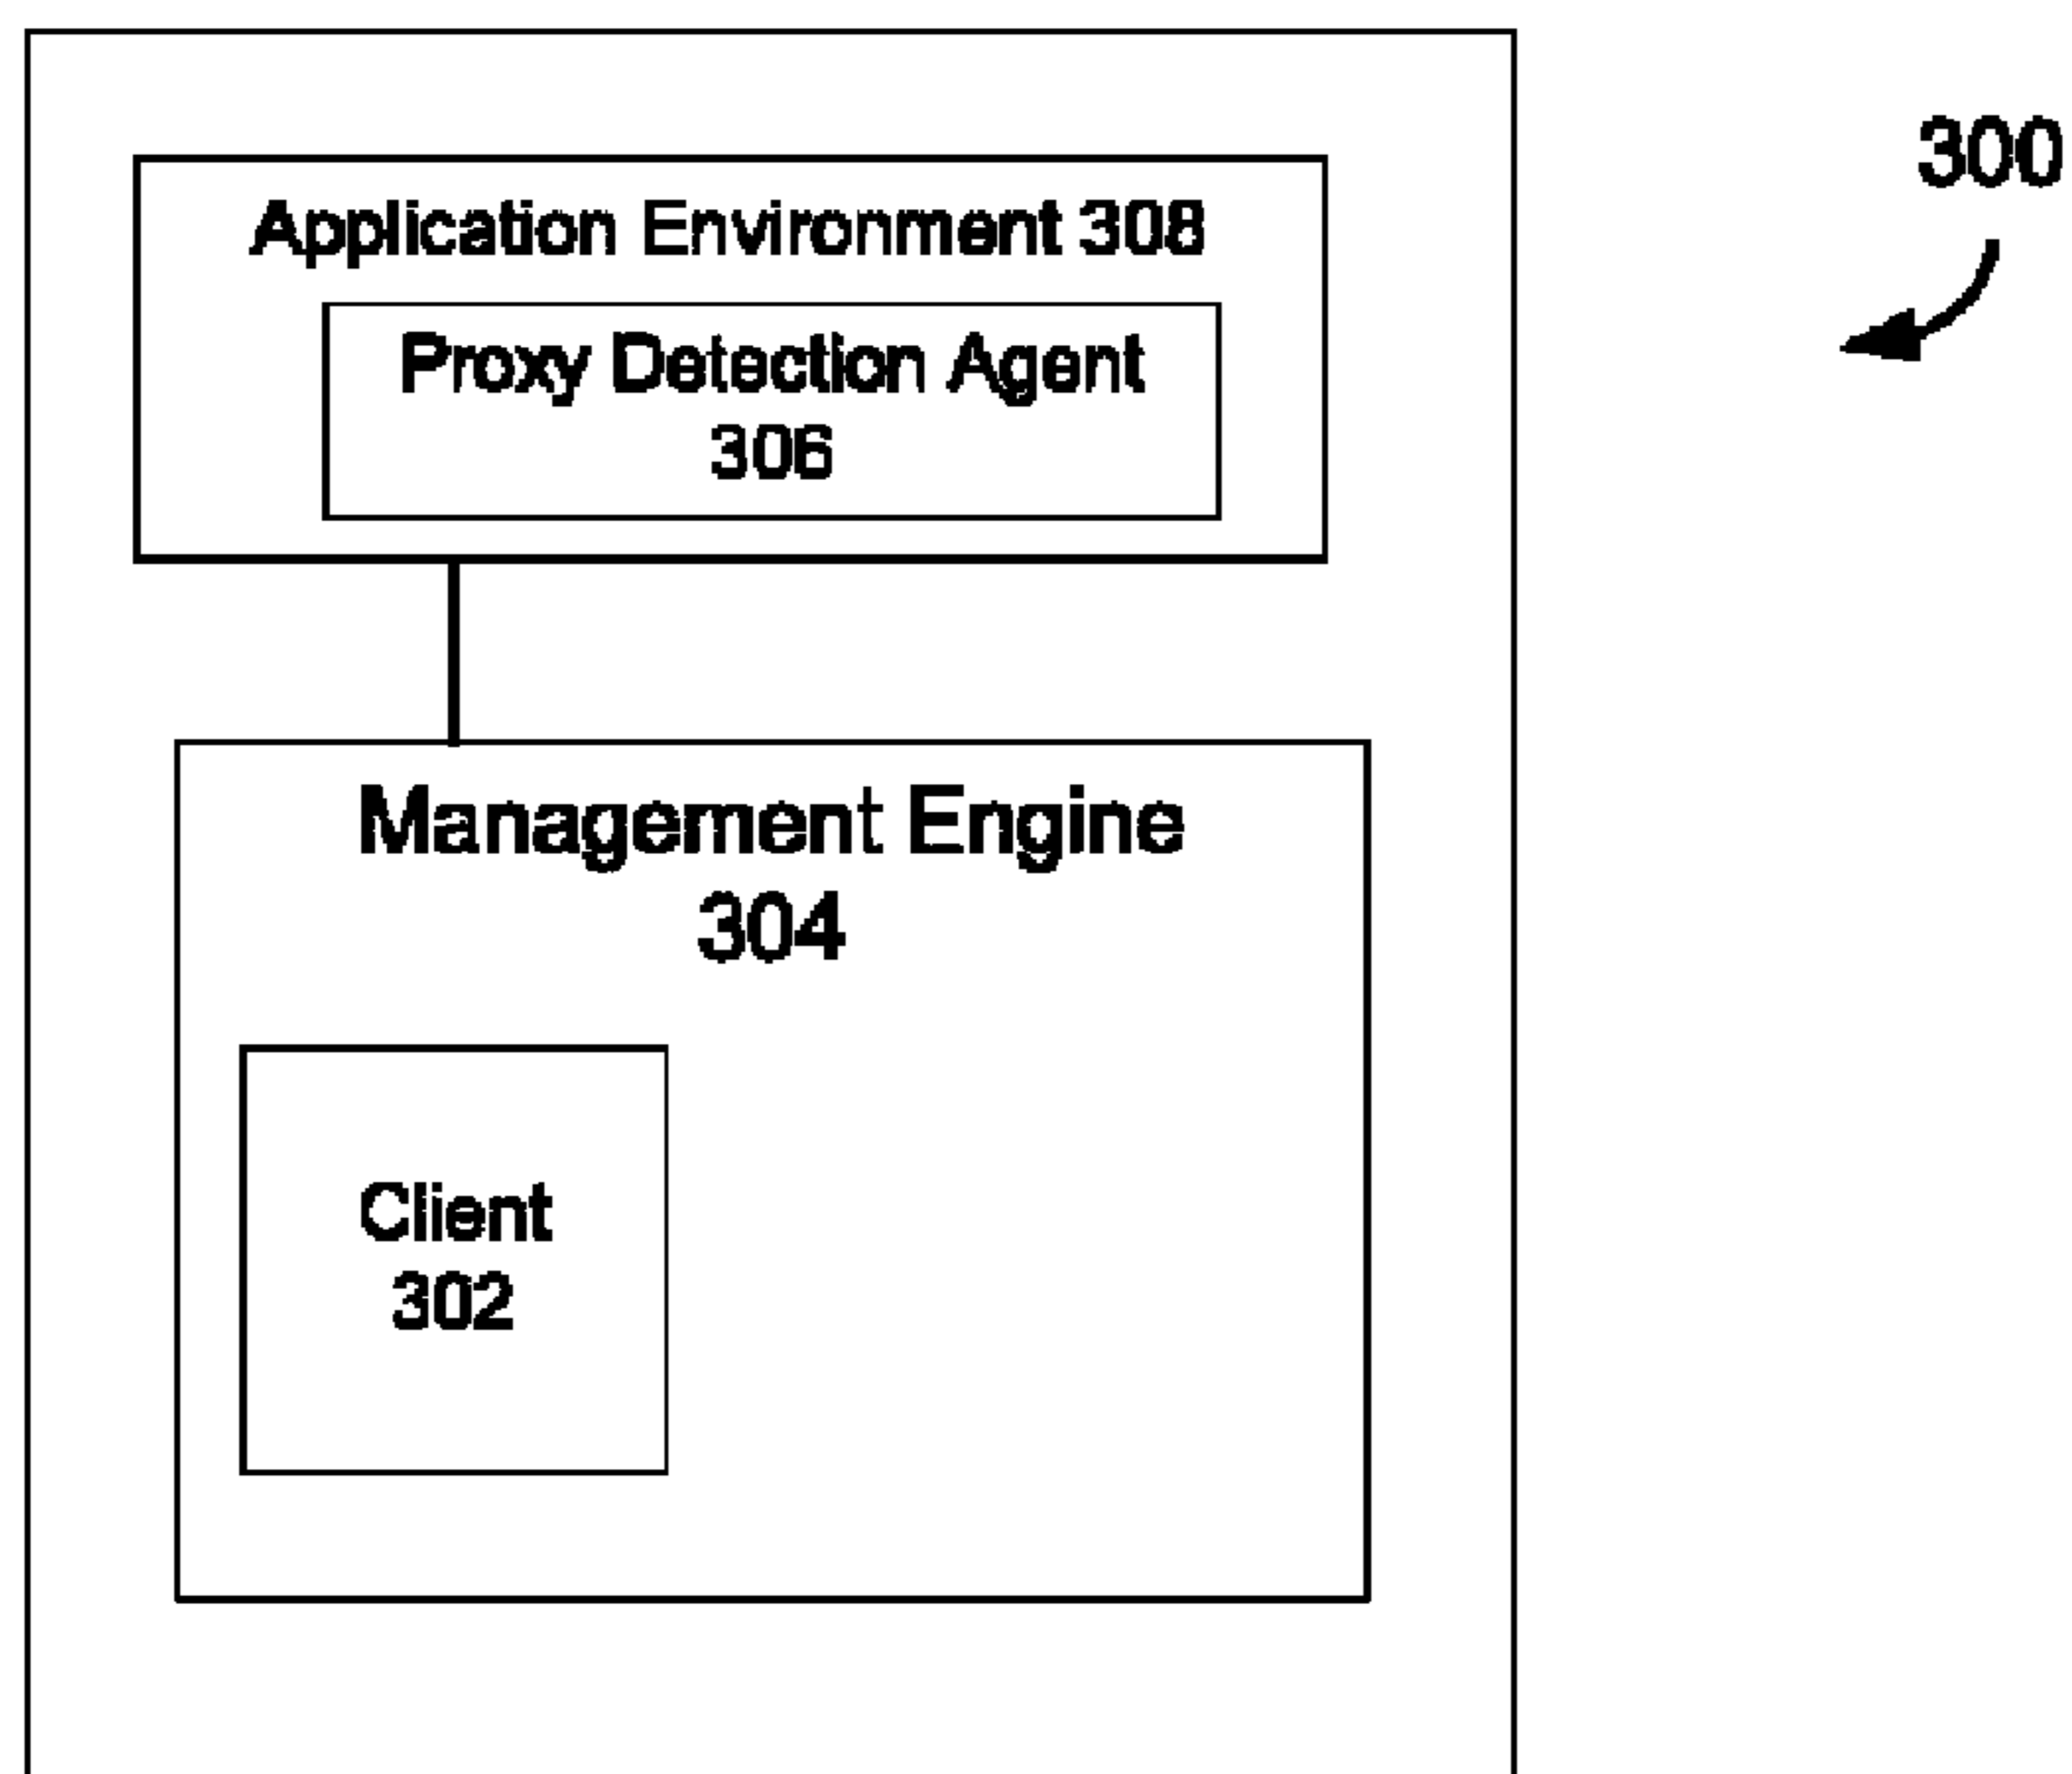 300
Application Environment 308
Proxy Detection Agent
306
Management Engine
304
Client
302